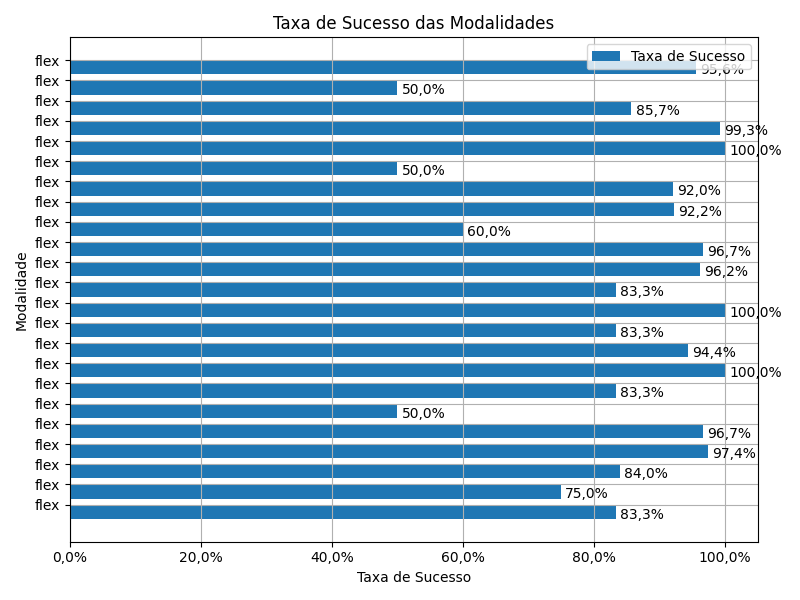 Taxa de Sucesso das Modalidades
Taxa de Sucesso
flex 95,6%
flex 50,0%
flex 85,7%
flex 99,3%
flex 100,0%
flex 50,0%
flex 92,0%
flex 92,2%
flex 60,0%
flex 96,7%
flex 96,2%
flex 83,3%
flex 100,0%
flex 83,3%
flex 94,4%
flex 100,0%
flex 83,3%
flex 50,0%
flex 96,7%
flex 97,4%
flex 84,0%
flex 75,0%
flex 83,3%
Modalidade
0,0% 20,0% 40,0% 60,0% 80,0% 100,0%
Taxa de Sucesso